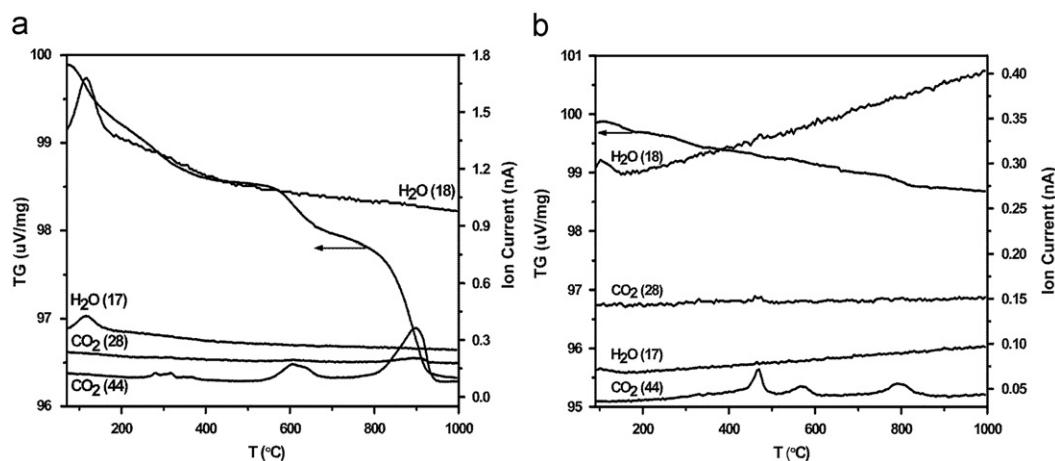 a
100
99
98
97
96
TG (uV/mg)
200 400 600 800 1000
T (°C)
1.8
1.5
1.2
0.9
0.6
0.3
0.0
Ion Current (nA)
H2O (18)
H2O (17)
CO2 (28)
CO2 (44)
b
101
100
99
98
97
96
95
TG (uV/mg)
200 400 600 800 1000
T (°C)
0.40
0.35
0.30
0.25
0.20
0.15
0.10
0.05
Ion Current (nA)
H2O (18)
CO2 (28)
H2O (17)
CO2 (44)